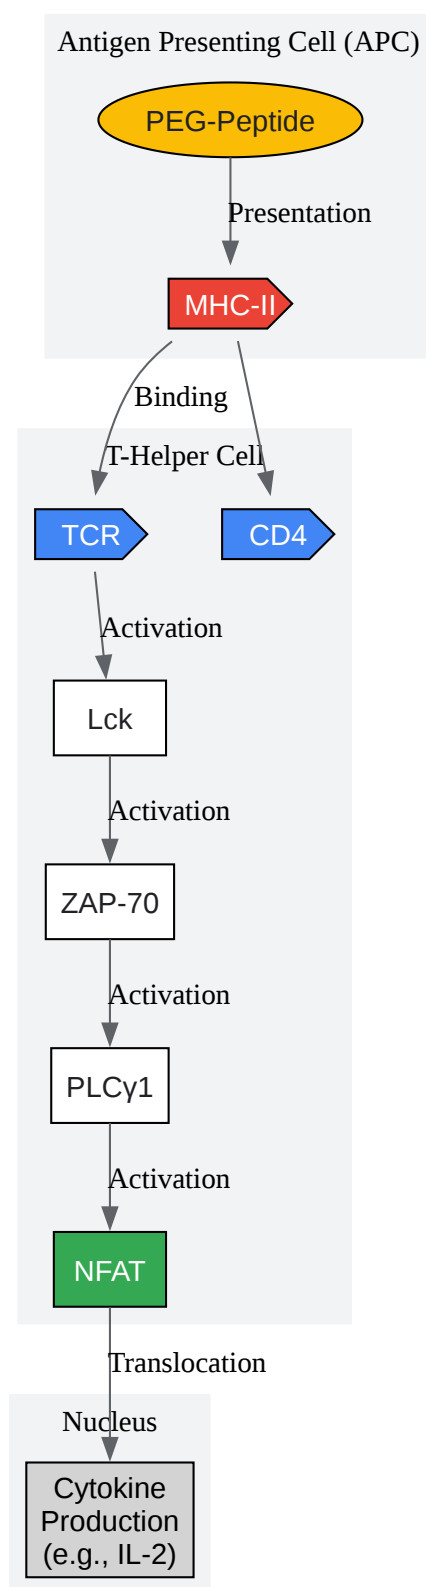 Antigen Presenting Cell (APC)
PEG-Peptide
Presentation
MHC-II
Binding
T-Helper Cell
TCR
CD4
Activation
Lck
Activation
ZAP-70
Activation
PLCγ1
Activation
NFAT
Translocation
Nucleus
Cytokine
Production
(e.g., IL-2)